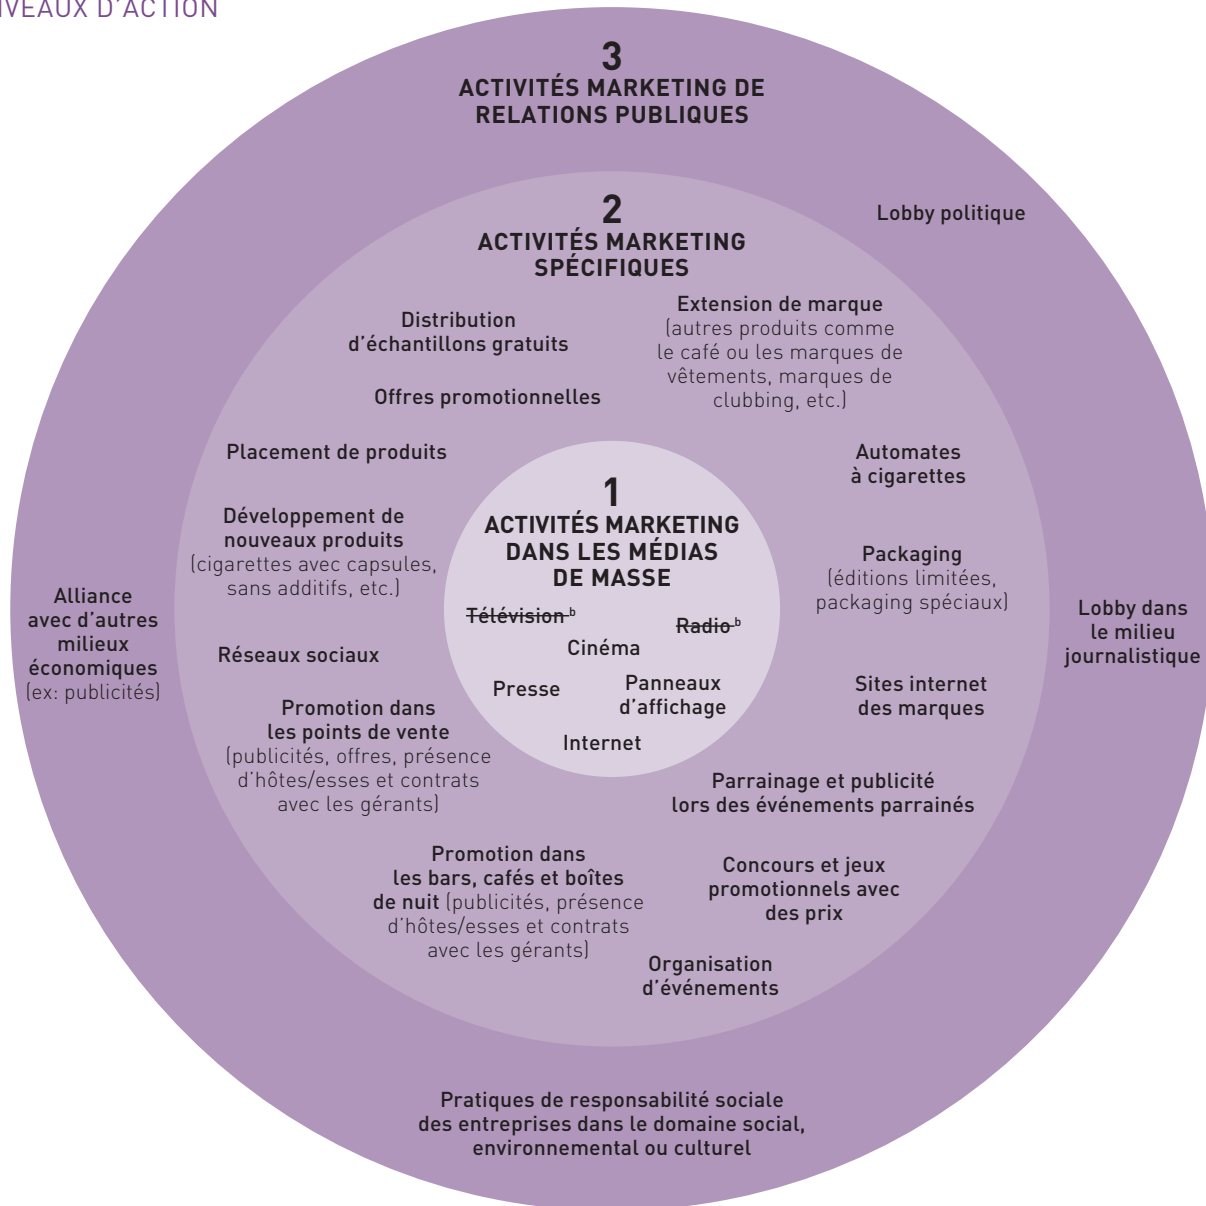 IVEAUX D'ACTION
3
ACTIVITÉS MARKETING DE
RELATIONS PUBLIQUES
Lobby politique
2
ACTIVITÉS MARKETING
SPÉCIFIQUES
Distribution
d'échantillons gratuits
Extension de marque
(autres produits comme
le café ou les marques de
vêtements, marques de
clubbing, etc.)
Offres promotionnelles
Placement de produits
Automates
à cigarettes
1
ACTIVITÉS MARKETING
DANS LES MÉDIAS
DE MASSE
Télévision b
Radio b
Cinéma
Presse
Panneaux
d'affichage
Internet
Développement de
nouveaux produits
(cigarettes avec capsules,
sans additifs, etc.)
Packaging
(éditions limitées,
packaging spéciaux)
Alliance
avec d'autres
milieux
économiques
(ex: publicités)
Lobby dans
le milieu
journalistique
Réseaux sociaux
Sites internet
des marques
Promotion dans
les points de vente
(publicités, offres, présence
d'hôtes/esses et contrats
avec les gérants)
Parrainage et publicité
lors des événements parrainés
Promotion dans
les bars, cafés et boîtes
de nuit (publicités, présence
d'hôtes/esses et contrats
avec les gérants)
Concours et jeux
promotionnels avec
des prix
Organisation
d'événements
Pratiques de responsabilité sociale
des entreprises dans le domaine social,
environnemental ou culturel